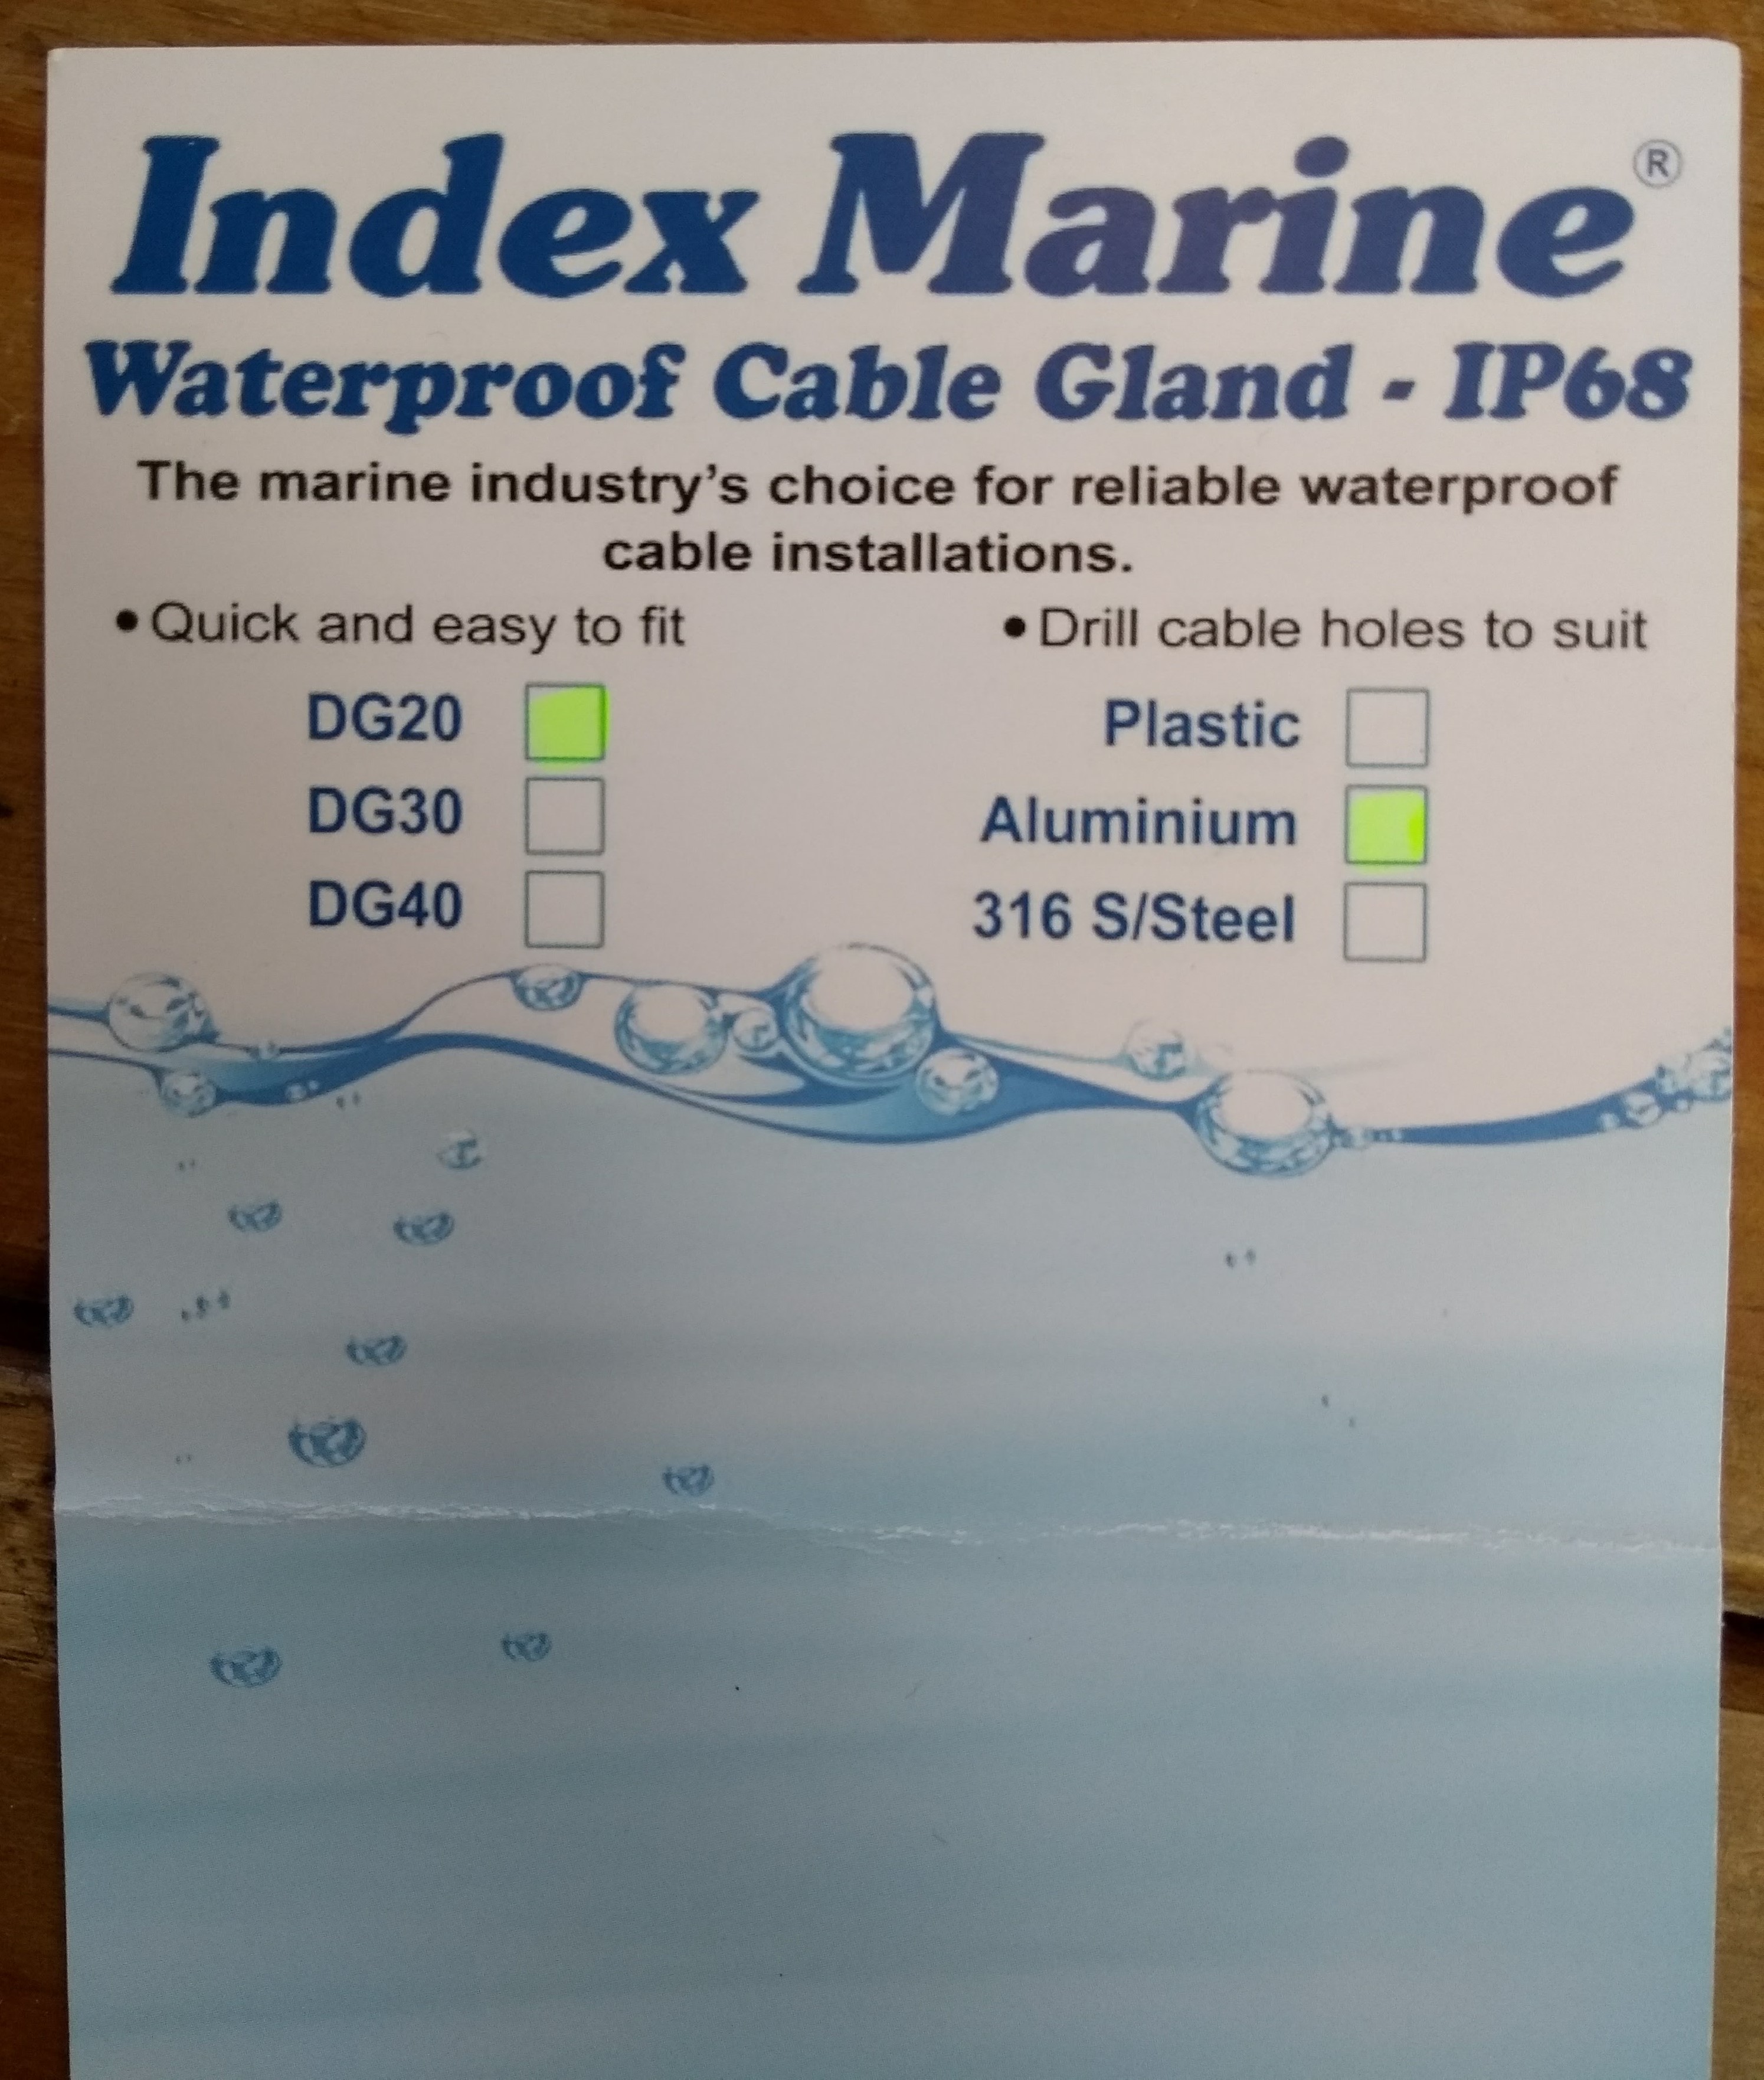 Index Marine®
Waterproof Cable Gland - IP68
The marine industry's choice for reliable waterproof
cable installations.
• Quick and easy to fit
• Drill cable holes to suit
DG20
DG30
DG40
Plastic
Aluminium
316 S/Steel